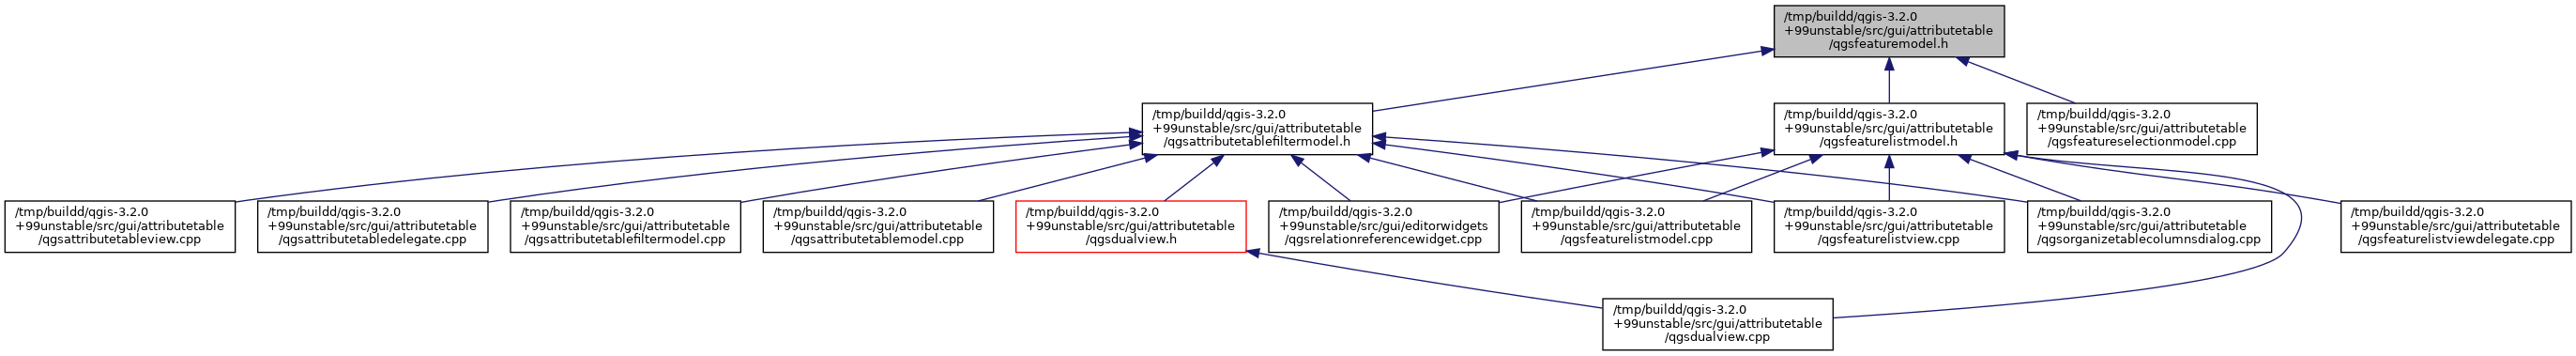 /tmp/buildd/qgis-3.2.0
+99unstable/src/gui/attributetable
/qgsfeaturemodel.h
/tmp/buildd/qgis-3.2.0
+99unstable/src/gui/attributetable
/qgsattributetablefiltermodel.h
/tmp/buildd/qgis-3.2.0
+99unstable/src/gui/attributetable
/qgsfeaturelistmodel.h
/tmp/buildd/qgis-3.2.0
+99unstable/src/gui/attributetable
/qgsfeatureselectionmodel.cpp
/tmp/buildd/qgis-3.2.0
+99unstable/src/gui/attributetable
/qgsattributetableview.cpp
/tmp/buildd/qgis-3.2.0
+99unstable/src/gui/attributetable
/qgsattributetabledelegate.cpp
/tmp/buildd/qgis-3.2.0
+99unstable/src/gui/attributetable
/qgsattributetablefiltermodel.cpp
/tmp/buildd/qgis-3.2.0
+99unstable/src/gui/attributetable
/qgsattributetablemodel.cpp
/tmp/buildd/qgis-3.2.0
+99unstable/src/gui/attributetable
/qgsdualview.h
/tmp/buildd/qgis-3.2.0
+99unstable/src/gui/editorwidgets
/qgsrelationreferencewidget.cpp
/tmp/buildd/qgis-3.2.0
+99unstable/src/gui/attributetable
/qgsfeaturelistmodel.cpp
/tmp/buildd/qgis-3.2.0
+99unstable/src/gui/attributetable
/qgsfeaturelistview.cpp
/tmp/buildd/qgis-3.2.0
+99unstable/src/gui/attributetable
/qgsorganizetablecolumnsdialog.cpp
/tmp/buildd/qgis-3.2.0
+99unstable/src/gui/attributetable
/qgsfeaturelistviewdelegate.cpp
/tmp/buildd/qgis-3.2.0
+99unstable/src/gui/attributetable
/qgsdualview.cpp